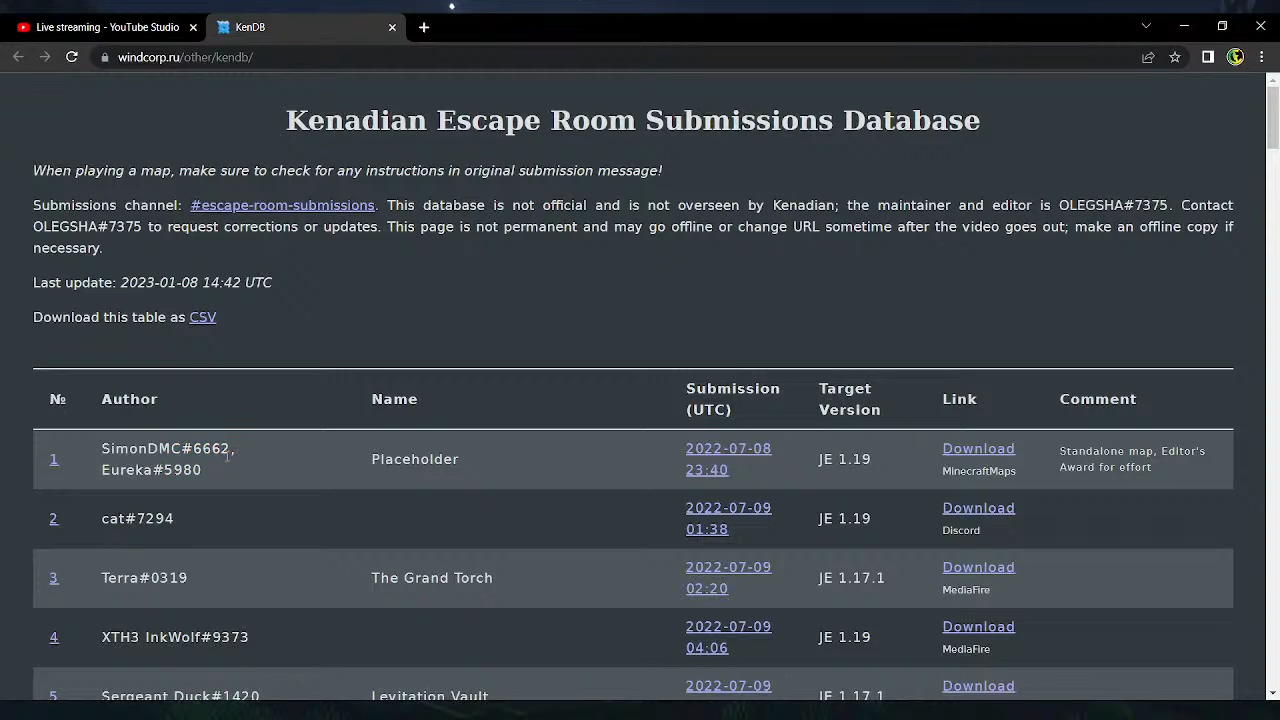 Live streaming - YouTube Studio
KenDB
windcorp.ru/other/kendb/
Kenadian Escape Room Submissions Database
When playing a map, make sure to check for any instructions in original submission message!
Submissions channel: #escape-room-submissions. This database is not official and is not overseen by Kenadian; the maintainer and editor is OLEGSHA#7375. Contact
OLEGSHA#7375 to request corrections or updates. This page is not permanent and may go offline or change URL sometime after the video goes out; make an offline copy if
necessary.
Last update: 2023-01-08 14:42 UTC
Download this table as CSV
№ Author Name Submission (UTC) Target Version Link Comment
1 SimonDMC#6662, Eureka#5980 Placeholder 2022-07-08 23:40 JE 1.19 Download MinecraftMaps Standalone map, Editor's Award for effort
2 cat#7294 2022-07-09 01:38 JE 1.19 Download Discord
3 Terra#0319 The Grand Torch 2022-07-09 02:20 JE 1.17.1 Download MediaFire
4 XTH3 InkWolf#9373 2022-07-09 04:06 JE 1.19 Download MediaFire
5 Sergeant Duck#1420 Levitation Vault 2022-07-09 JE 1.17.1 Download